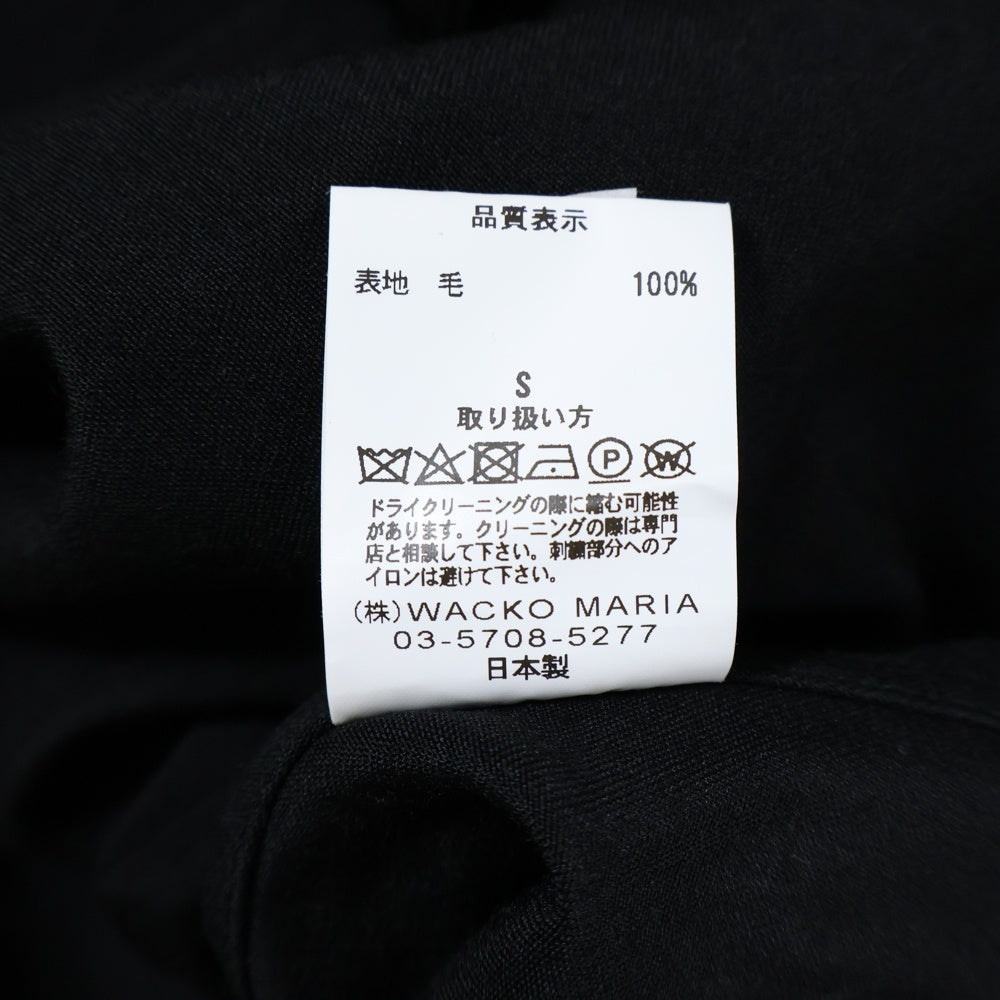 品質表示
表地 毛 100%
S
取り扱い方
P W
ドライクリーニングの際に縮む可能性
があります。クリーニングの際は専門
店と相談して下さい。刺繍部分へのア
イロンは避けて下さい。
(株)WACKO MARIA
03-5708-5277
日本製